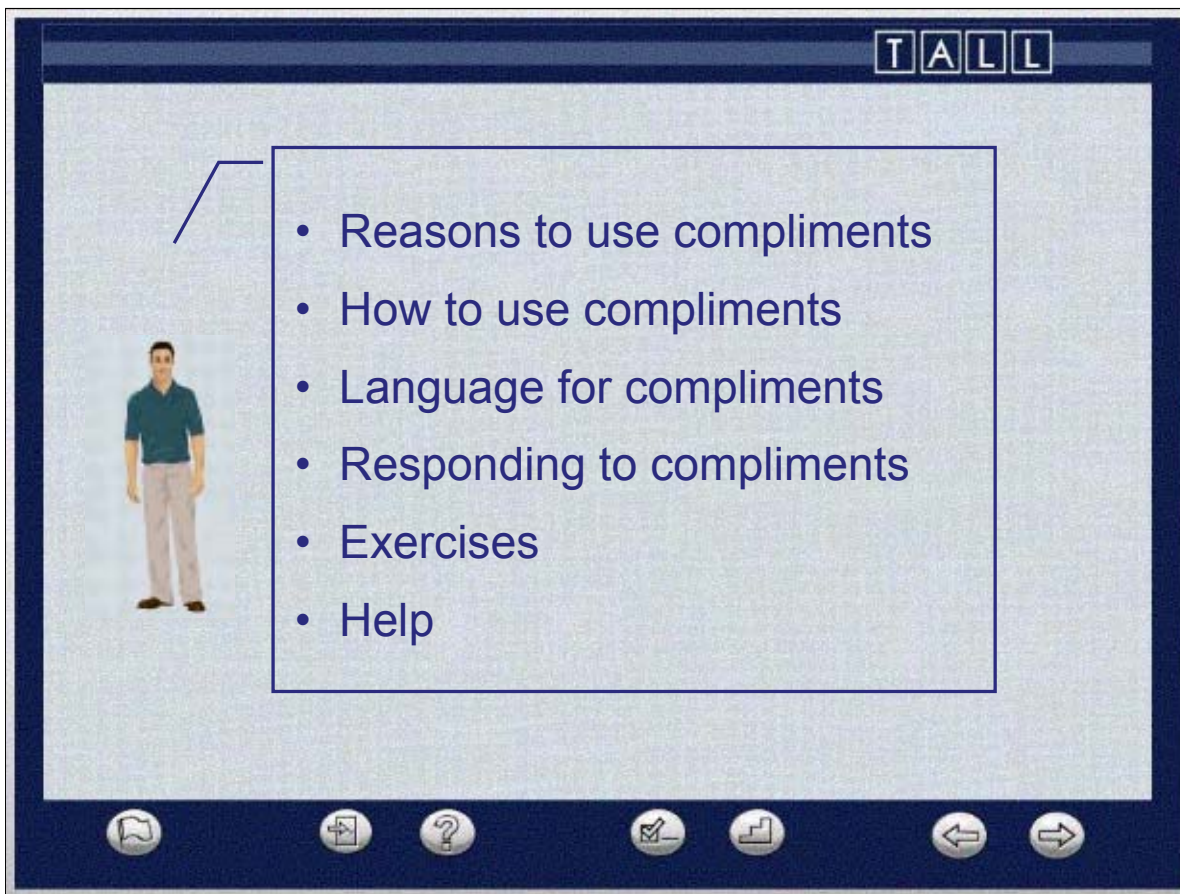 TALL
• Reasons to use compliments
• How to use compliments
• Language for compliments
• Responding to compliments
• Exercises
• Help